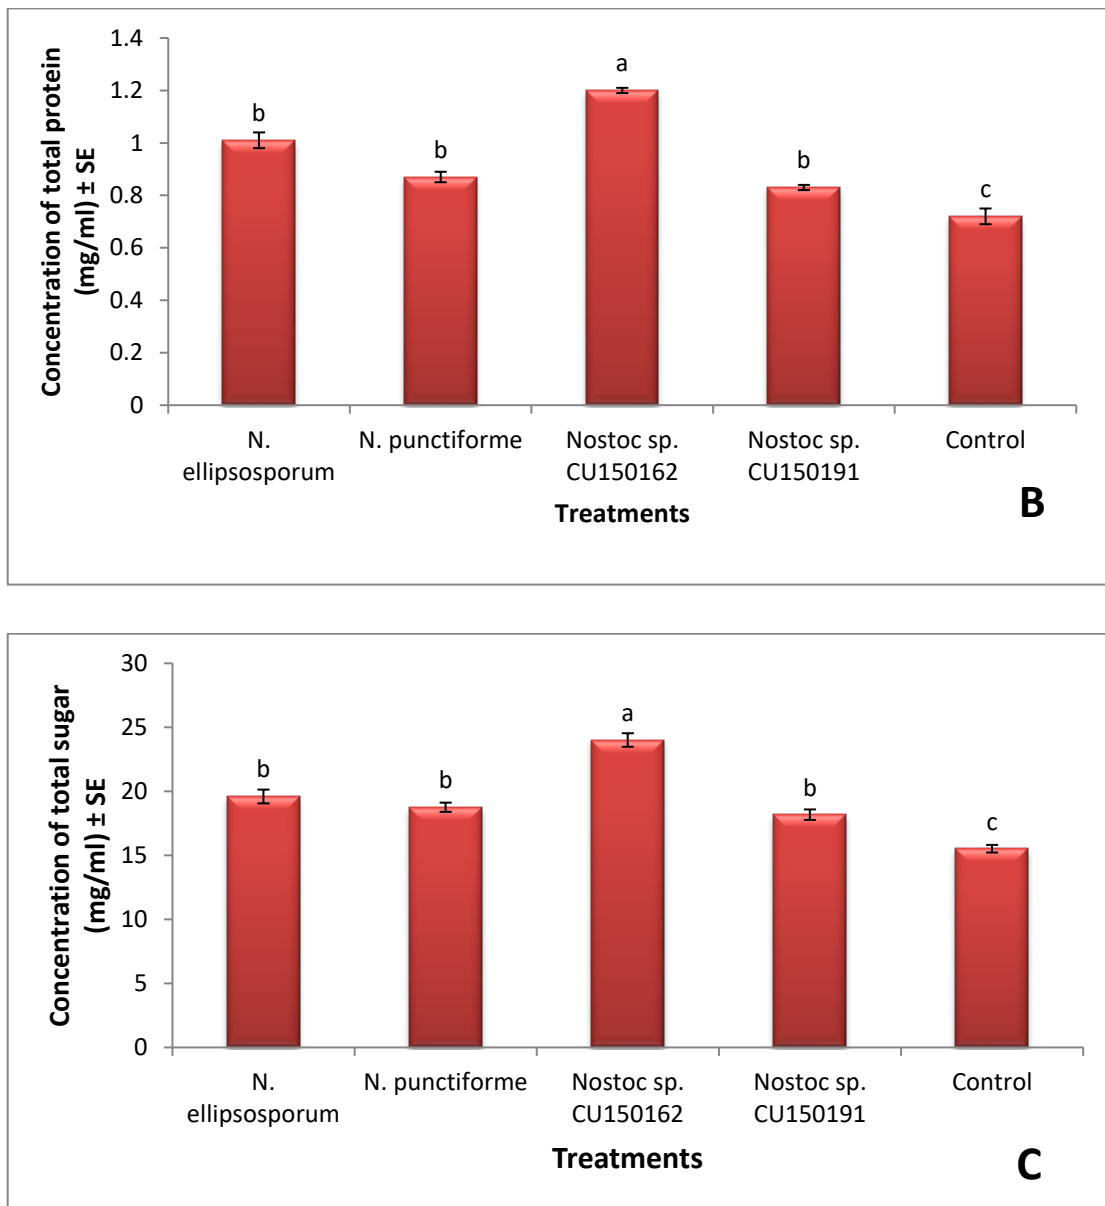 Concentration of total protein
(mg/ml) ± SE
1.4
1.2
1
0.8
0.6
0.4
0.2
0
b
b
a
b
c
N.
ellipsosporum
N. punctiforme
Nostoc sp.
CU150162
Nostoc sp.
CU150191
Control
Treatments
B
Concentration of total sugar
(mg/ml) ± SE
30
25
20
15
10
5
0
b
b
a
b
c
N.
ellipsosporum
N. punctiforme
Nostoc sp.
CU150162
Nostoc sp.
CU150191
Control
Treatments
C